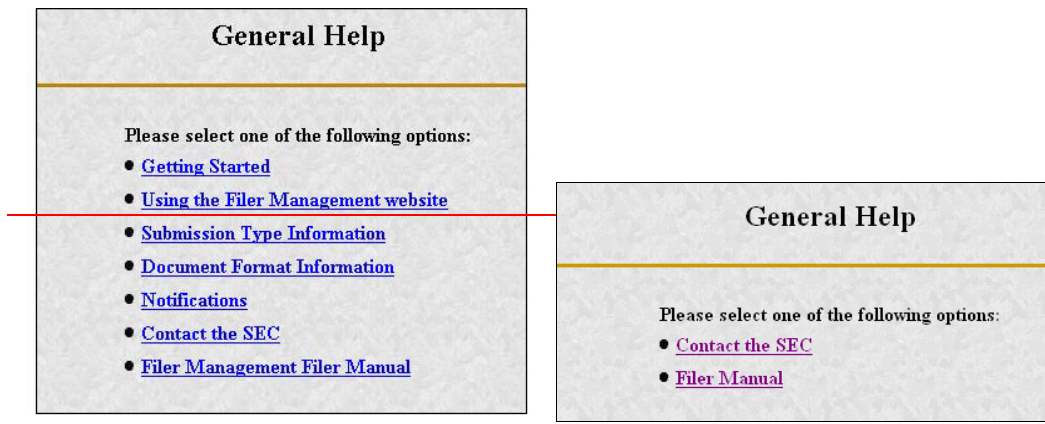 General Help
Please select one of the following options:
Getting Started
Using the Filer Management website
Submission Type Information
Document Format Information
Notifications
Contact the SEC
Filer Management Filer Manual
General Help
Please select one of the following options:
Contact the SEC
Filer Manual